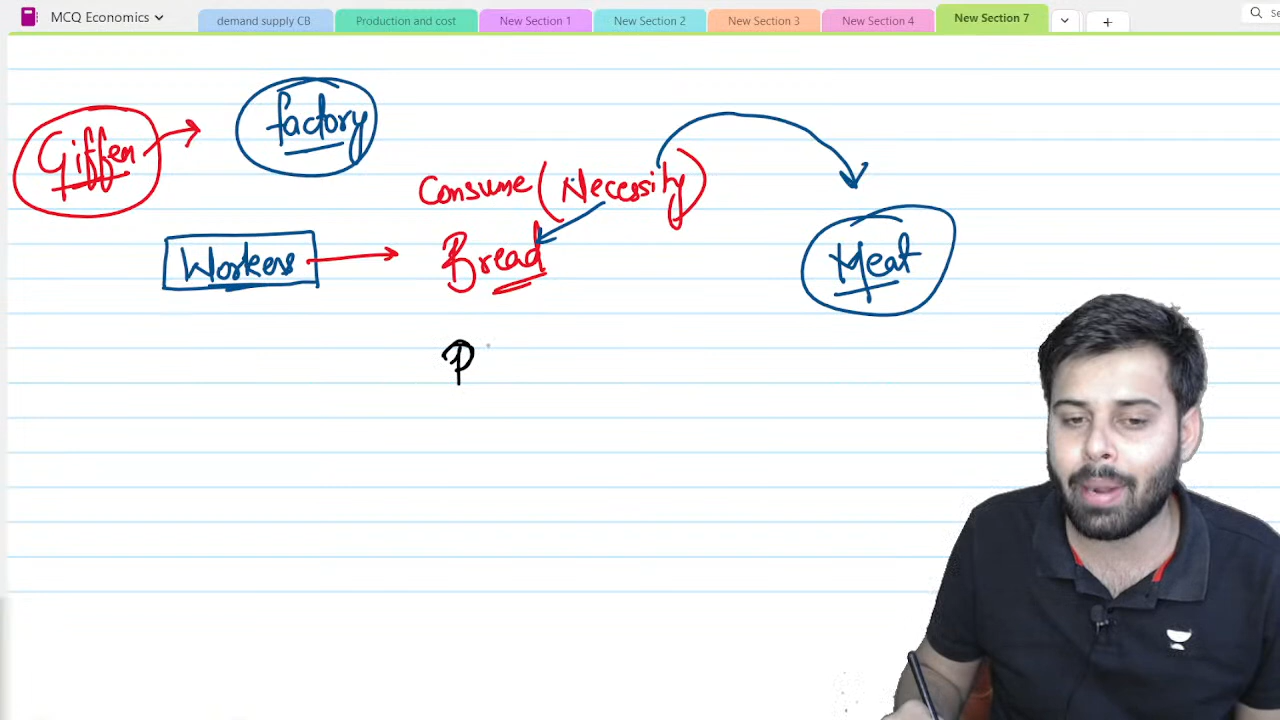 MCQ Economics
demand supply CB
Production and cost
New Section 1
New Section 2
New Section 3
New Section 4
New Section 7
Se
Giffen
factory
Consume (Necessity)
Workers
Bread
Meat
P